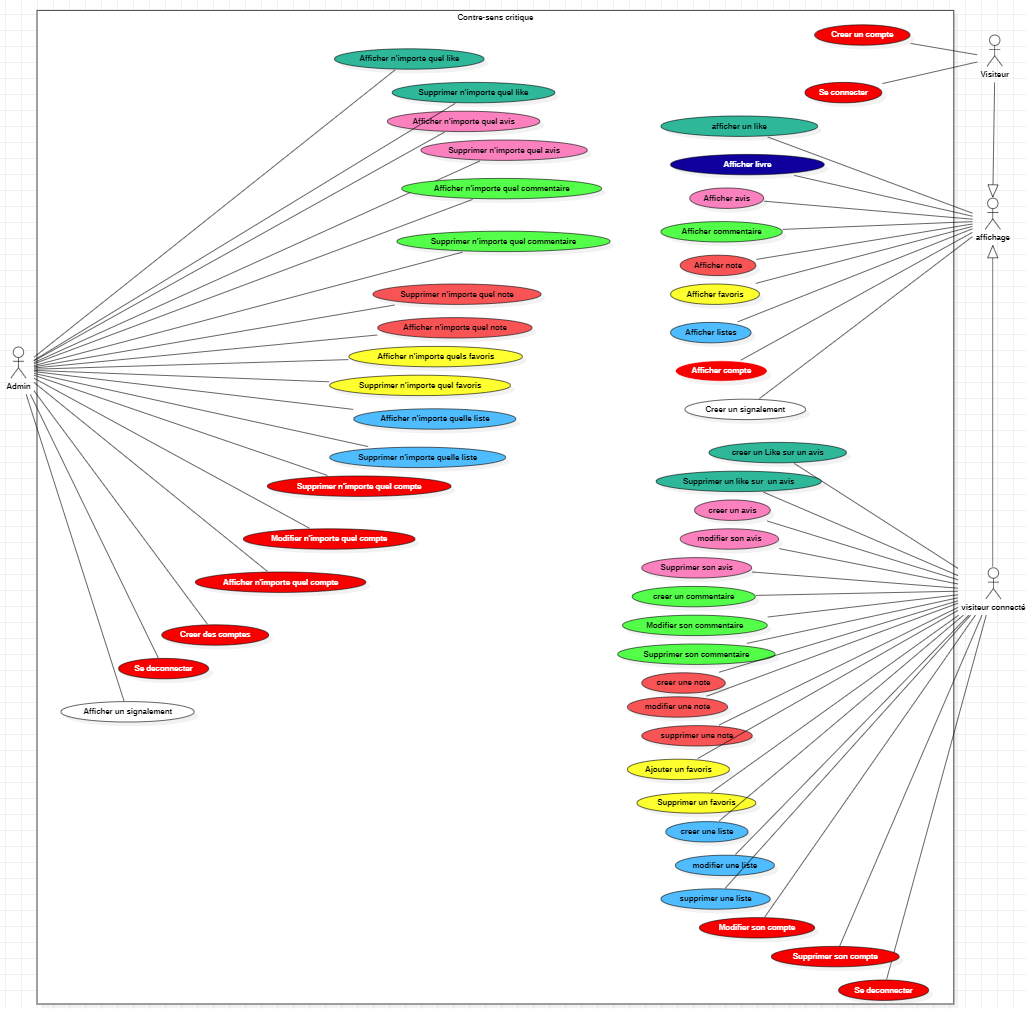 Contre-sens critique
Creer un compte
Visiteur
Se connecter
Afficher n'importe quel like
Supprimer n'importe quel like
Afficher n'importe quel avis
Supprimer n'importe quel avis
Afficher n'importe quel commentaire
Supprimer n'importe quel commentaire
Supprimer n'importe quel note
Afficher n'importe quel note
Afficher n'importe quels favoris
Supprimer n'importe quel favoris
Afficher n'importe quelle liste
Supprimer n'importe quelle liste
Supprimer n'importe quel compte
Modifier n'importe quel compte
Afficher n'importe quel compte
Creer des comptes
Se deconnecter
Afficher un signalement
Admin
afficher un like
Afficher livre
Afficher avis
Afficher commentaire
Afficher note
Afficher favoris
Afficher listes
Afficher compte
Creer un signalement
affichage
creer un Like sur un avis
Supprimer un like sur un avis
creer un avis
modifier son avis
Supprimer son avis
creer un commentaire
Modifier son commentaire
Supprimer son commentaire
creer une note
modifier une note
supprimer une note
Ajouter un favoris
Supprimer un favoris
creer une liste
modifier une liste
supprimer une liste
Modifier son compte
Supprimer son compte
Se deconnecter
visiteur connecté